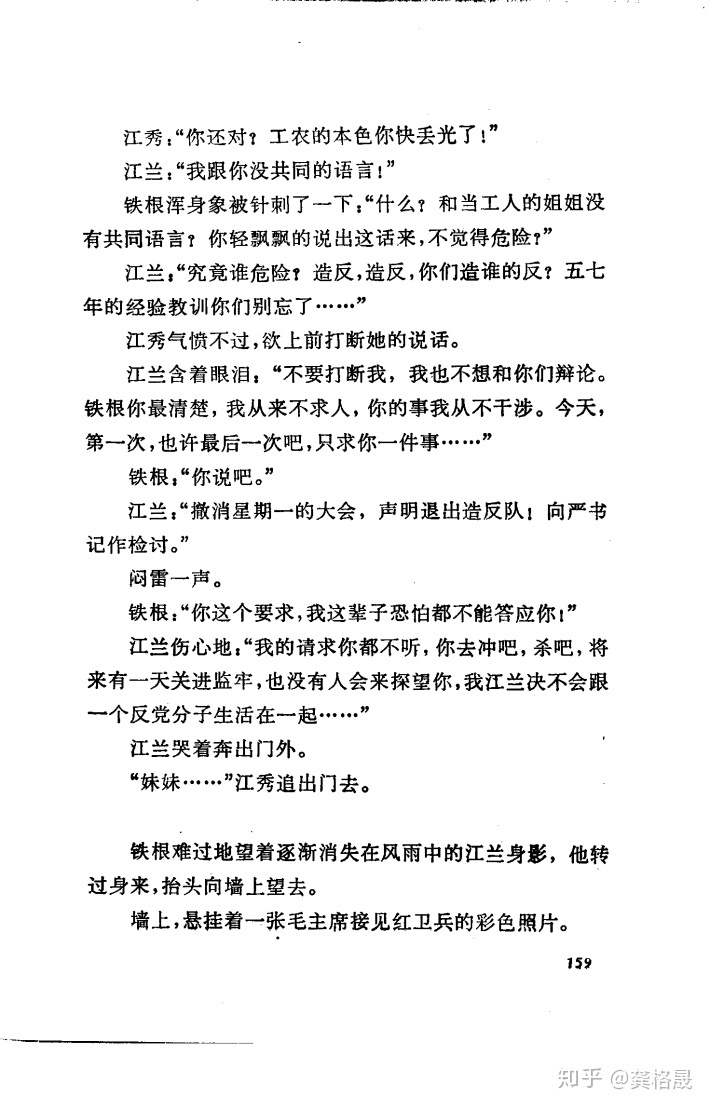 江秀：“你还对？工农的本色你快丢光了！”
江兰：“我跟你没共同的语言！”
铁根浑身象被针刺了一下：“什么？和当工人的姐姐没
有共同语言？你轻飘飘的说出这话来，不觉得危险？”
江兰：“究竟谁危险？造反，造反，你们造谁的反？五七
年的经验教训你们别忘了……”
江秀气愤不过，欲上前打断她的说话。
江兰含着眼泪：“不要打断我，我也不想和你们辩论。
铁根你最清楚，我从来不求人，你的事我从不干涉。今天，
第一次，也许最后一次吧，只求你一件事……”
铁根：“你说吧。”
江兰：“撤消星期一的大会，声明退出造反队！向严书
记作检讨。”
闷雷一声。
铁根：“你这个要求，我这辈子恐怕都不能答应你！”
江兰伤心地：“我的请求你都不听，你去冲吧，杀吧，将
来有一天关进监牢，也没有人会来探望你，我江兰决不会跟
一个反党分子生活在一起……”
江兰哭着奔出门外。
“妹妹……”江秀追出门去。
铁根难过地望着逐渐消失在风雨中的江兰身影，他转
过身来，抬头向墙上望去。
墙上，悬挂着一张毛主席接见红卫兵的彩色照片。
159
知乎 @龚格晟